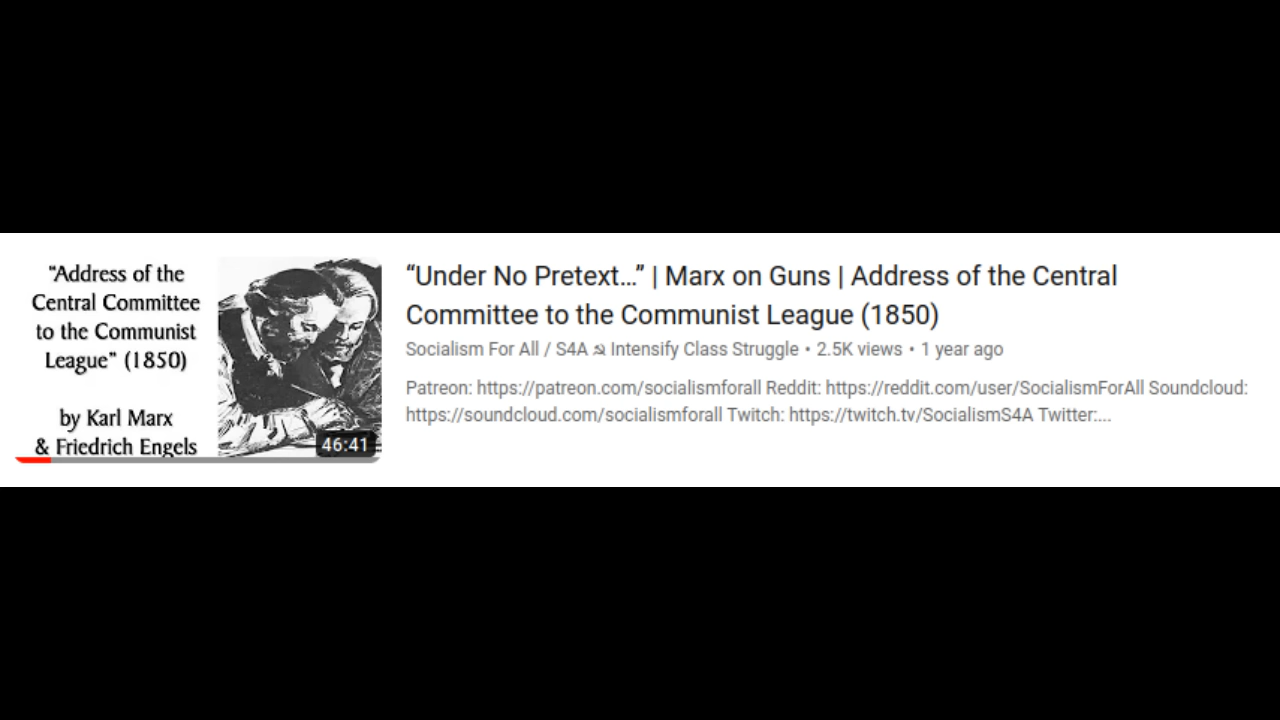 "Address of the
Central Committee
to the Communist
League" (1850)
by Karl Marx
& Friedrich Engels
46:41
“Under No Pretext...” | Marx on Guns | Address of the Central
Committee to the Communist League (1850)
Socialism For All / S4A ☭ Intensify Class Struggle • 2.5K views • 1 year ago
Patreon: https://patreon.com/socialismforall Reddit: https://reddit.com/user/SocialismForAll Soundcloud:
https://soundcloud.com/socialismforall Twitch: https://twitch.tv/SocialismS4A Twitter:...